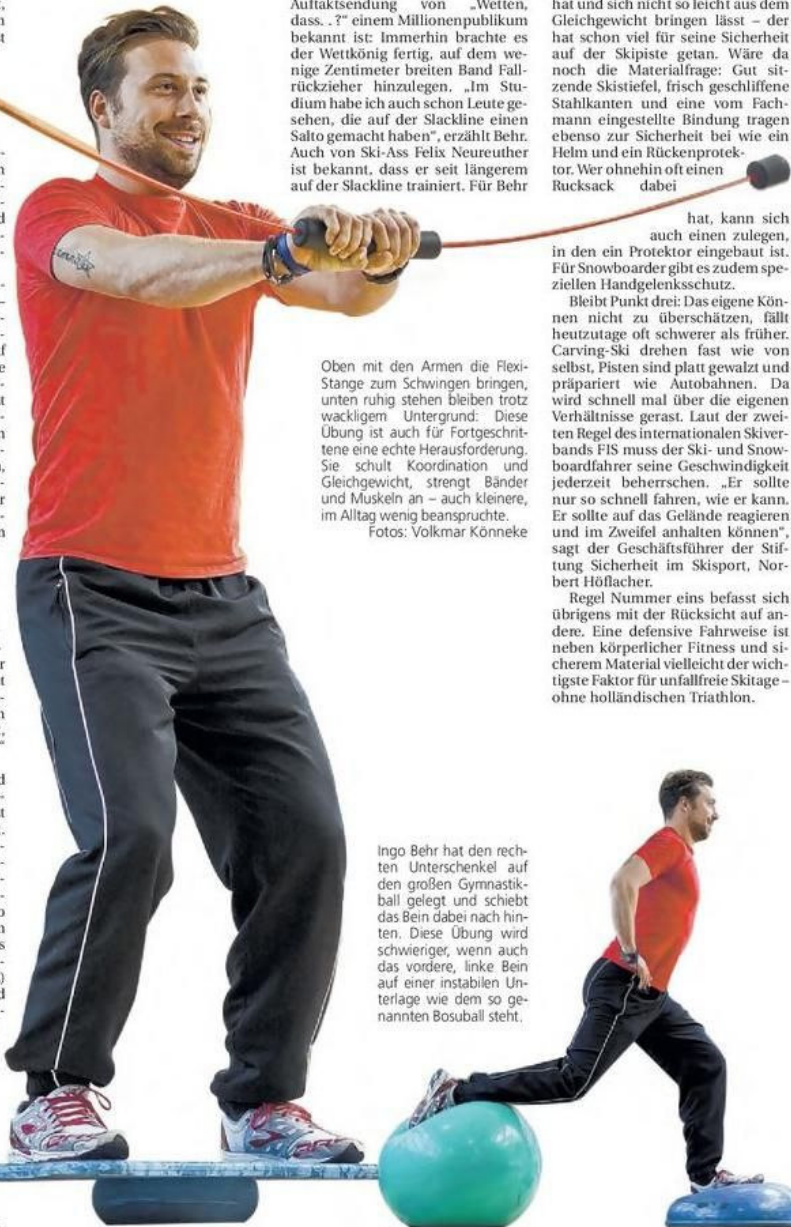 Auftaktsendung von „Wetten,
dass. . ?“ einem Millionenpublikum
bekannt ist: Immerhin brachte es
der Wettkönig fertig, auf dem we-
nige Zentimeter breiten Band Fall-
rückzieher hinzulegen. „Im Stu-
dium habe ich auch schon Leute ge-
sehen, die auf der Slackline einen
Salto gemacht haben“, erzählt Behr.
Auch von Ski-Ass Felix Neureuther
ist bekannt, dass er seit längerem
auf der Slackline trainiert. Für Behr
hat und sich nicht so leicht aus dem
Gleichgewicht bringen lässt – der
hat schon viel für seine Sicherheit
auf der Skipiste getan. Wäre da
noch die Materialfrage: Gut sit-
zende Skistiefel, frisch geschliffene
Stahlkanten und eine vom Fach-
mann eingestellte Bindung tragen
ebenso zur Sicherheit bei wie ein
Helm und ein Rückenprotek-
tor. Wer ohnehin oft einen
Rucksack dabei
hat, kann sich
auch einen zulegen,
in den ein Protektor eingebaut ist.
Für Snowboarder gibt es zudem spe-
ziellen Handgelenksschutz.
Bleibt Punkt drei: Das eigene Kön-
nen nicht zu überschätzen, fällt
heutzutage oft schwerer als früher.
Carving-Ski drehen fast wie von
selbst, Pisten sind platt gewalzt und
präpariert wie Autobahnen. Da
wird schnell mal über die eigenen
Verhältnisse gerast. Laut der zwei-
ten Regel des internationalen Skiver-
bands FIS muss der Ski- und Snow-
boardfahrer seine Geschwindigkeit
jederzeit beherrschen. „Er sollte
nur so schnell fahren, wie er kann.
Er sollte auf das Gelände reagieren
und im Zweifel anhalten können“,
sagt der Geschäftsführer der Stif-
tung Sicherheit im Skisport, Nor-
bert Höflacher.
Regel Nummer eins befasst sich
übrigens mit der Rücksicht auf an-
dere. Eine defensive Fahrweise ist
neben körperlicher Fitness und si-
cherem Material vielleicht der wich-
tigste Faktor für unfallfreie Skitage –
ohne holländischen Triathlon.
Oben mit den Armen die Flexi-
Stange zum Schwingen bringen,
unten ruhig stehen bleiben trotz
wackligem Untergrund: Diese
Übung ist auch für Fortgeschrit-
tene eine echte Herausforderung.
Sie schult Koordination und
Gleichgewicht, strengt Bänder
und Muskeln an – auch kleinere,
im Alltag wenig beanspruchte.
Fotos: Volkmar Könneke
Ingo Behr hat den rech-
ten Unterschenkel auf
den großen Gymnastik-
ball gelegt und schiebt
das Bein dabei nach hin-
ten. Diese Übung wird
schwieriger, wenn auch
das vordere, linke Bein
auf einer instabilen Un-
terlage wie dem so ge-
nannten Bosuball steht.